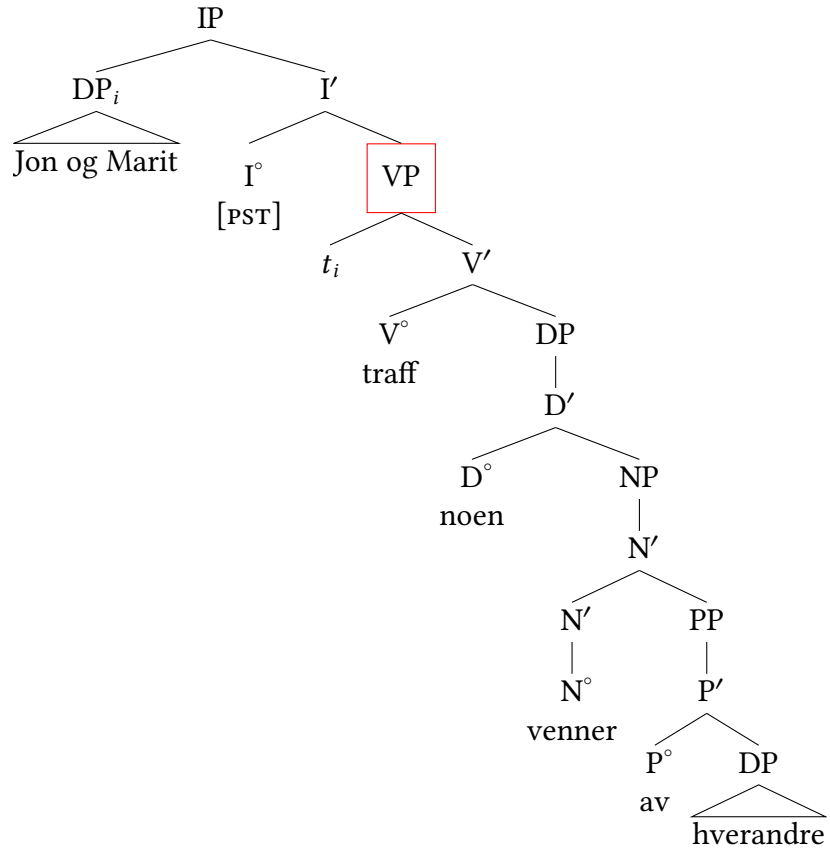 IP
DPᵢ I′
Jon og Marit I° VP
[PST]
tᵢ V′
V° DP
traff
D′
D° NP
noen
N′
N′ PP
N° P′
venner
P° DP
av
hverandre